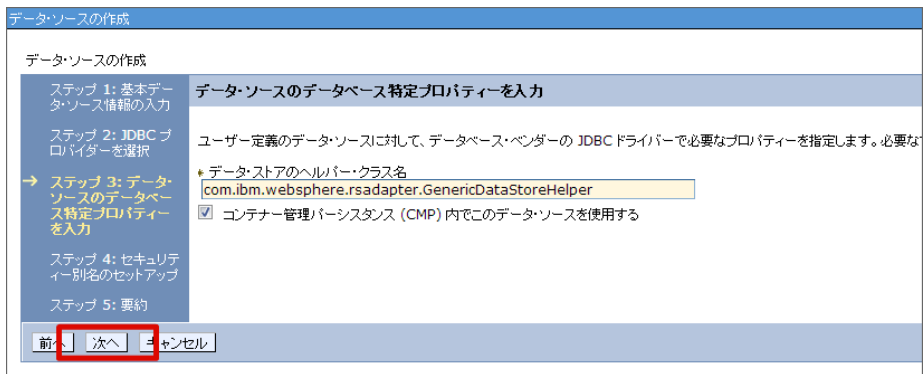 データ・ソースの作成
データ・ソースの作成
ステップ 1: 基本デー
タ・ソース情報の入力
ステップ 2: JDBC プ
ロバイダーを選択
→ ステップ 3: データ・
ソースのデータベー
ス特定プロパティー
を入力
ステップ 4: セキュリテ
ィー別名のセットアップ
ステップ 5: 要約
データ・ソースのデータベース特定プロパティーを入力
ユーザー定義のデータ・ソースに対して、データベース・ベンダーの JDBC ドライバーで必要なプロパティーを指定します。必要な
データ・ストアのヘルパー・クラス名
com.ibm.websphere.rsadapter.GenericDataStoreHelper
コンテナー管理パーシスタンス (CMP) 内でこのデータ・ソースを使用する
前へ 次へ キャンセル